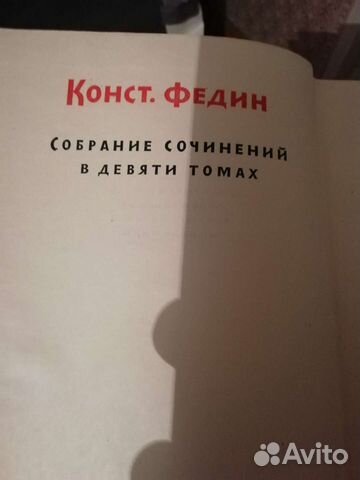 Конст. Федин
Собрание сочинений
в девяти томах
Avito